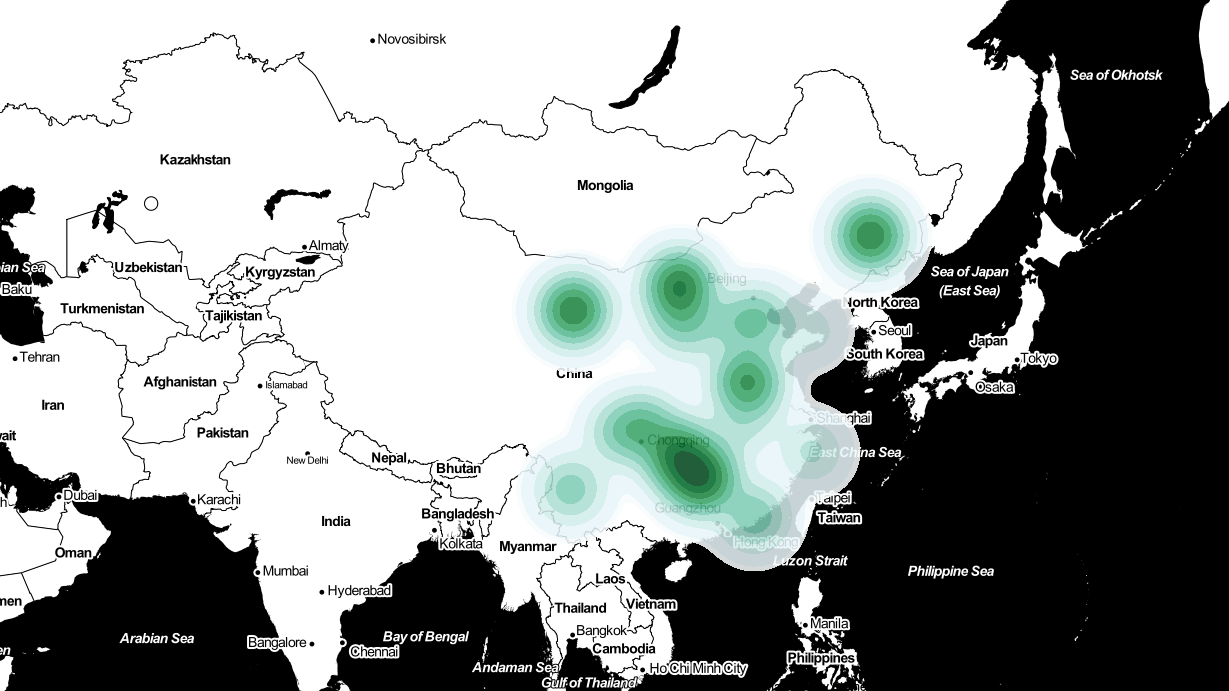 Novosibirsk
Sea of Okhotsk
Kazakhstan
Mongolia
Almaty
ian Sea
Uzbekistan
Kyrgyzstan
Beijing
Sea of Japan
(East Sea)
Baku
Turkmenistan
Tajikistan
North Korea
Seoul
Japan
Tehran
South Korea
Tokyo
China
Afghanistan
Islamabad
Osaka
Iran
Pakistan
Shanghai
wait
Chongqing
East China Sea
New Delhi
Nepal
Bhutan
Dubai
Karachi
Taipei
Guangzhou
Bangladesh
Taiwan
India
Kolkata
Hong Kong
Oman
Myanmar
Luzon Strait
Mumbai
Philippine Sea
Laos
Hyderabad
men
Thailand
Vietnam
Manila
Arabian Sea
Bay of Bengal
Bangkok
Bangalore
Chennai
Cambodia
Philippines
Andaman Sea
Ho Chi Minh City
Gulf of Thailand